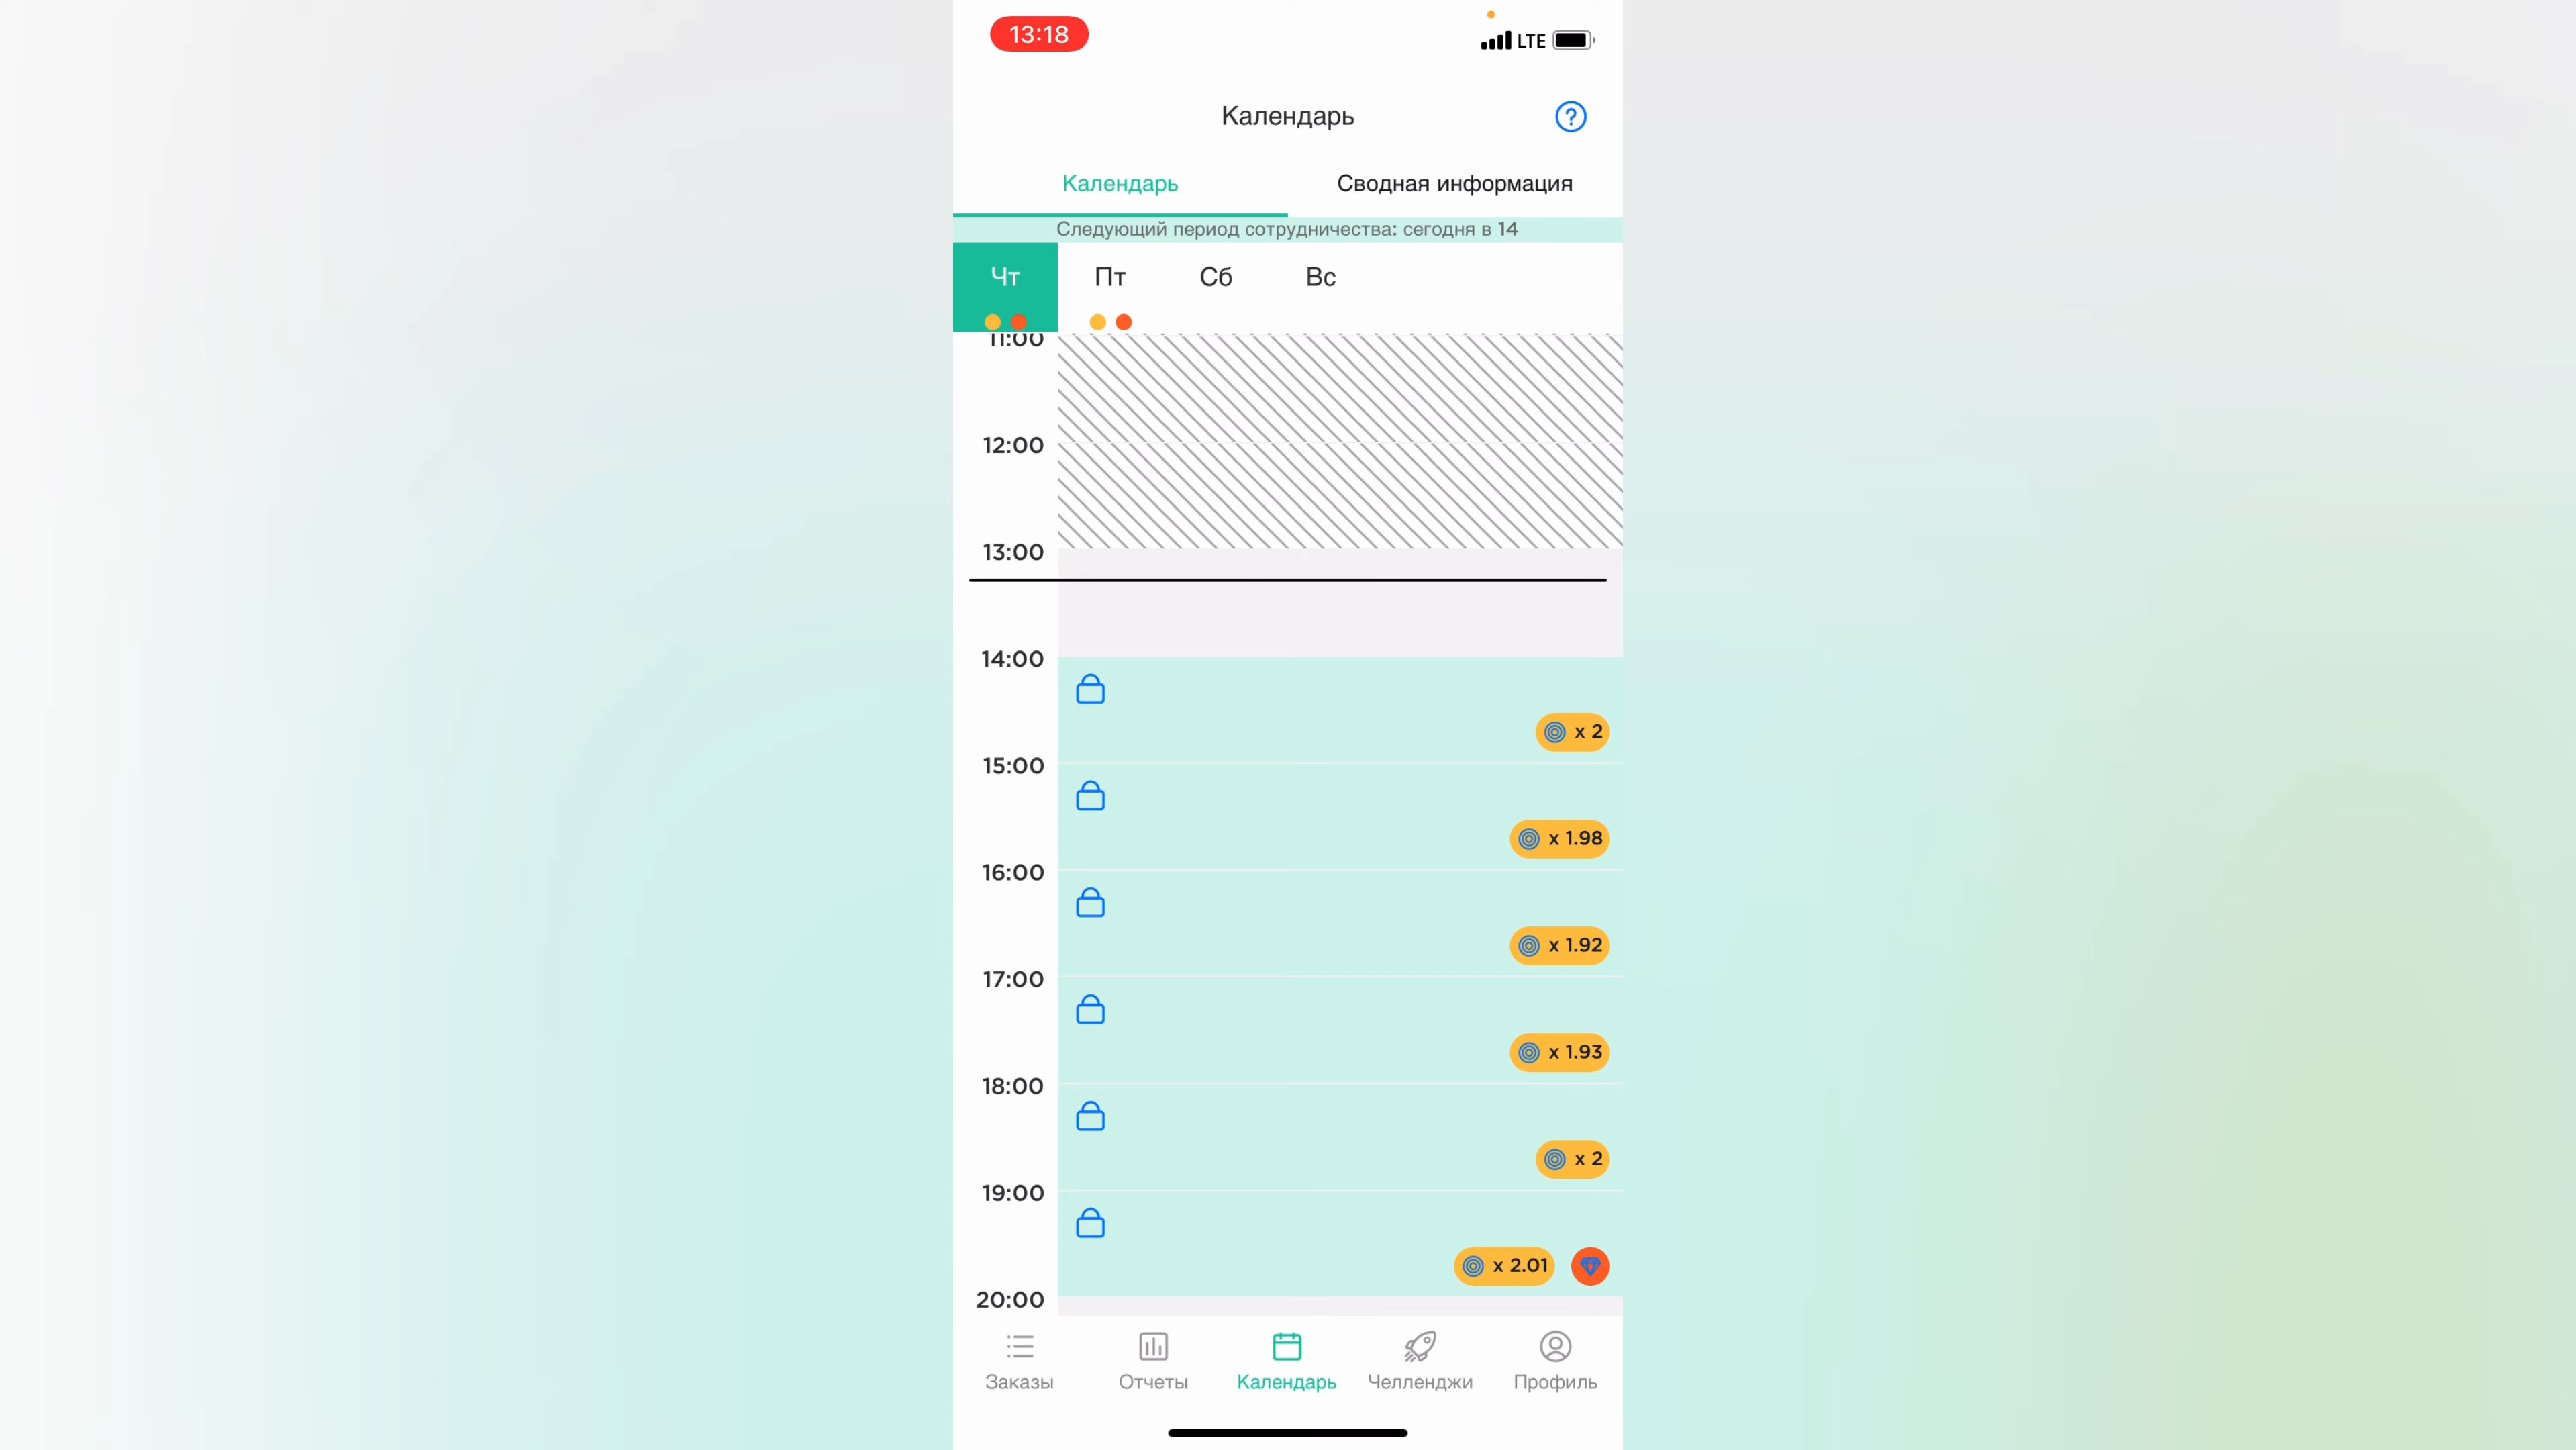 13:18
LTE
Календарь
Календарь
Сводная информация
Следующий период сотрудничества: сегодня в 14
Чт Пт Сб Вс
11:00
12:00
13:00
14:00
x 2
15:00
x 1.98
16:00
x 1.92
17:00
x 1.93
18:00
x 2
19:00
x 2.01
20:00
Заказы Отчеты Календарь Челленджи Профиль